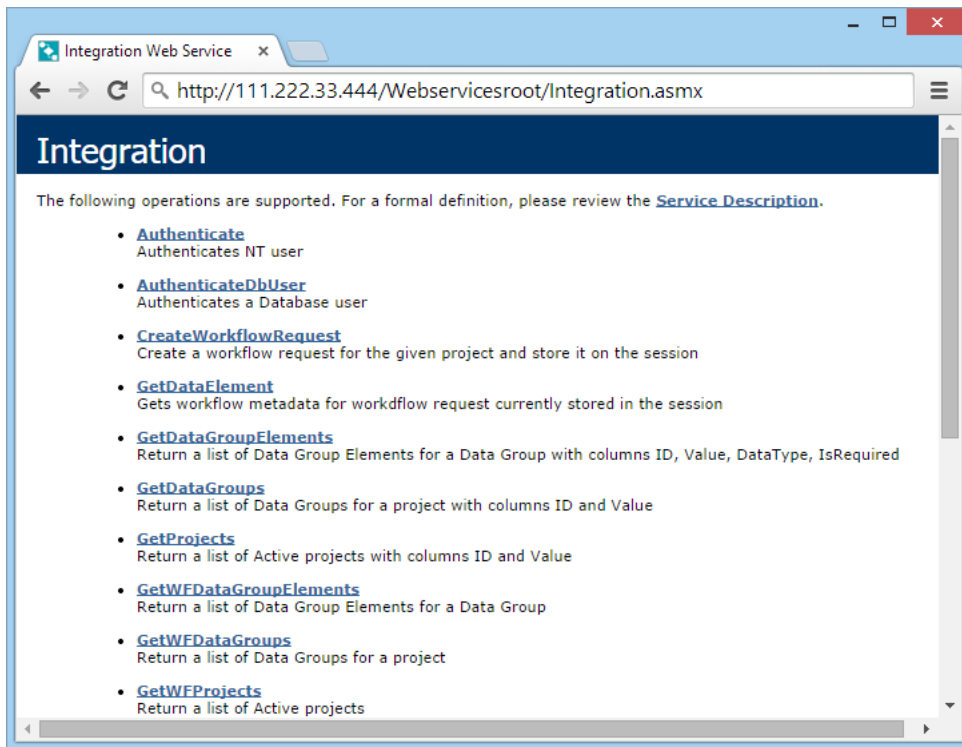 Integration Web Service
http://111.222.33.444/Webservicesroot/Integration.asmx
Integration
The following operations are supported. For a formal definition, please review the Service Description.
Authenticate
Authenticates NT user
AuthenticateDbUser
Authenticates a Database user
CreateWorkflowRequest
Create a workflow request for the given project and store it on the session
GetDataElement
Gets workflow metadata for workdflow request currently stored in the session
GetDataGroupElements
Return a list of Data Group Elements for a Data Group with columns ID, Value, DataType, IsRequired
GetDataGroups
Return a list of Data Groups for a project with columns ID and Value
GetProjects
Return a list of Active projects with columns ID and Value
GetWFDataGroupElements
Return a list of Data Group Elements for a Data Group
GetWFDataGroups
Return a list of Data Groups for a project
GetWFProjects
Return a list of Active projects